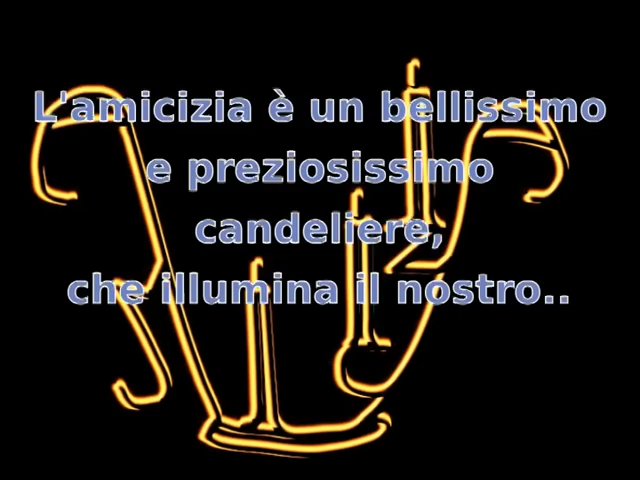 L'amicizia è un bellissimo
e preziosissimo
candeliere,
che illumina il nostro..